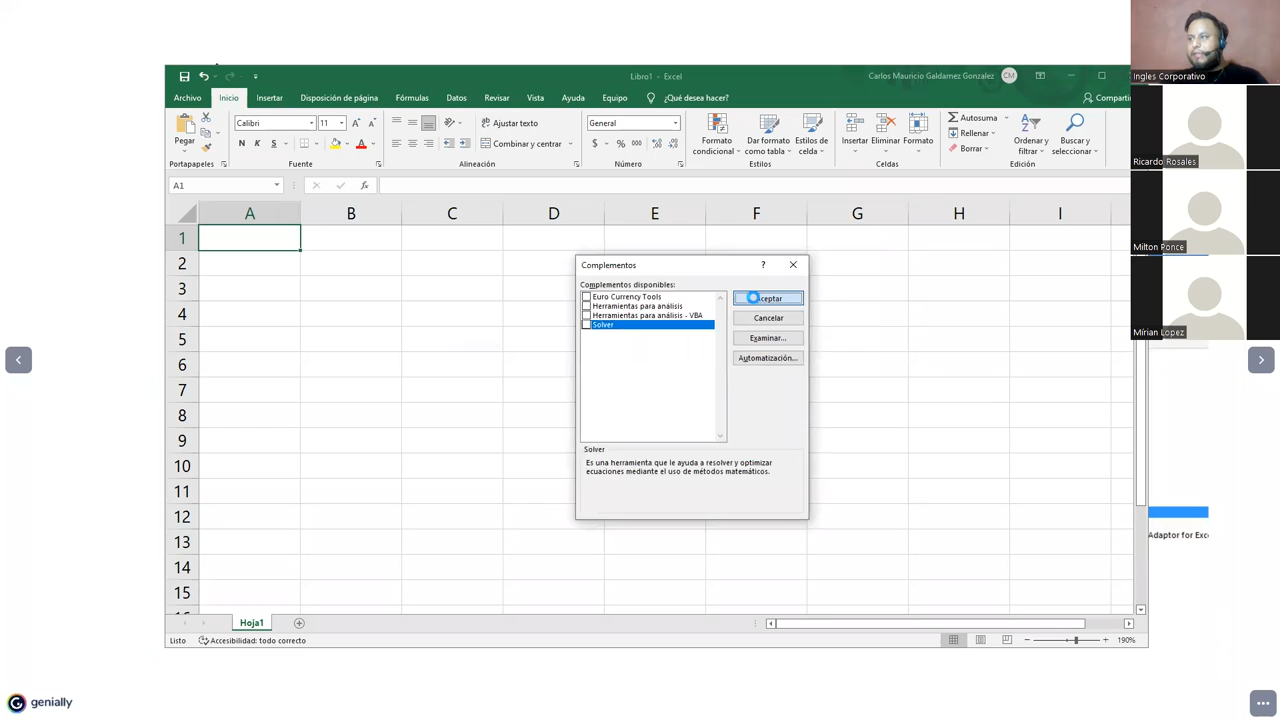 Libro1 - Excel
Carlos Mauricio Galdamez Gonzalez
CM
Ingles Corporativo
Archivo Inicio Insertar Disposición de página Fórmulas Datos Revisar Vista Ayuda Equipo ¿Qué desea hacer?
Pegar
Calibri 11
N K S
Ajustar texto
Combinar y centrar
General
$ % 000
Formato condicional
Dar formato como tabla
Estilos de celda
Insertar Eliminar Formato
Autosuma
Rellenar
Borrar
Ordenar y filtrar
Buscar y seleccionar
Portapapeles Fuente Alineación Número Estilos Celdas Edición
Ricardo Rosales
A1 fx
A B C D E F G H I
1
2
3
4
5
6
7
8
9
10
11
12
13
14
15
Milton Ponce
Mírian Lopez
Complementos ?
Complementos disponibles:
Euro Currency Tools
Herramientas para análisis
Herramientas para análisis - VBA
Solver
Cancelar
Examinar...
Automatización...
Solver
Es una herramienta que le ayuda a resolver y optimizar
ecuaciones mediante el uso de métodos matemáticos.
Adaptor for
Hoja1
Listo Accesibilidad: todo correcto
190%
genially